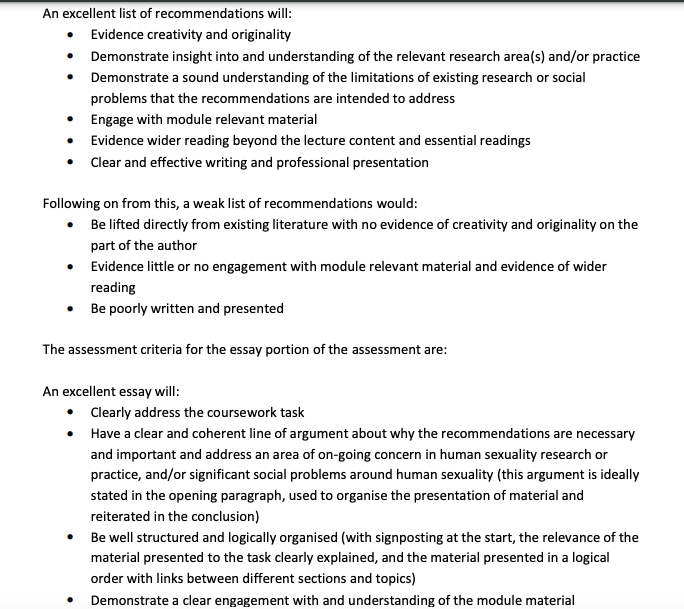 An excellent list of recommendations will:
• Evidence creativity and originality
• Demonstrate insight into and understanding of the relevant research area(s) and/or practice
• Demonstrate a sound understanding of the limitations of existing research or social
problems that the recommendations are intended to address
• Engage with module relevant material
• Evidence wider reading beyond the lecture content and essential readings
• Clear and effective writing and professional presentation
Following on from this, a weak list of recommendations would:
• Be lifted directly from existing literature with no evidence of creativity and originality on the
part of the author
• Evidence little or no engagement with module relevant material and evidence of wider
reading
• Be poorly written and presented
The assessment criteria for the essay portion of the assessment are:
An excellent essay will:
• Clearly address the coursework task
• Have a clear and coherent line of argument about why the recommendations are necessary
and important and address an area of on-going concern in human sexuality research or
practice, and/or significant social problems around human sexuality (this argument is ideally
stated in the opening paragraph, used to organise the presentation of material and
reiterated in the conclusion)
• Be well structured and logically organised (with signposting at the start, the relevance of the
material presented to the task clearly explained, and the material presented in a logical
order with links between different sections and topics)
• Demonstrate a clear engagement with and understanding of the module material